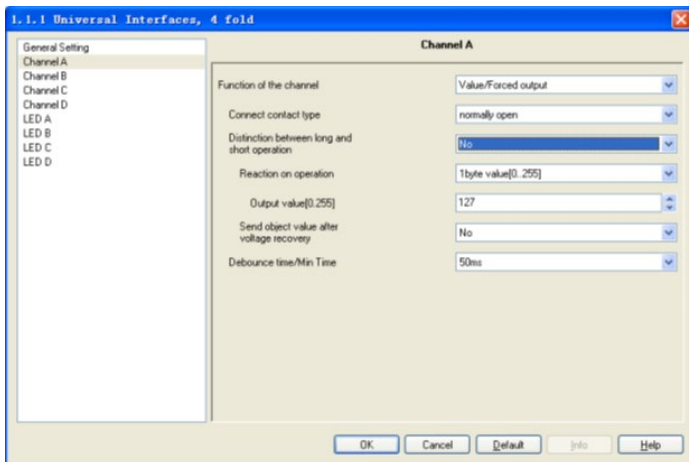 1.1.1 Universal Interfaces, 4 fold
General Setting
Channel A
Channel B
Channel C
Channel D
LED A
LED B
LED C
LED D
Channel A
Function of the channel
Value/Forced output
Connect contact type
normally open
Distinction between long and
short operation
No
Reaction on operation
1byte value[0..255]
Output value[0.255]
127
Send object value after
voltage recovery
No
Debounce time/Min Time
50ms
OK
Cancel
Default
Info
Help